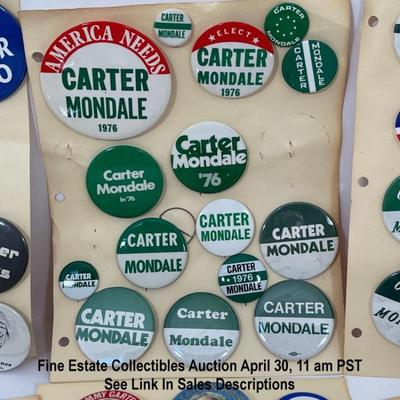 AMERICA NEEDS
CARTER
MONDALE
1976
CARTER
MONDALE
ELECT
CARTER
MONDALE
1976
CARTER
MONDALE
CARTER
MONDALE
Carter
Mondale
in '76
Carter
Mondale
'76
CARTER
MONDALE
CARTER
MONDALE
CARTER
MONDALE
CARTER
MONDALE
CARTER
1976
MONDALE
CARTER
MONDALE
Carter
Mondale
CARTER
MONDALE
Fine Estate Collectibles Auction April 30, 11 am PST
See Link In Sales Descriptions